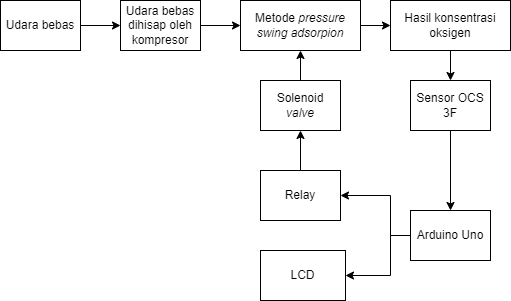 Udara bebas
Udara bebas
dihisap oleh
kompresor
Metode pressure
swing adsorpion
Hasil konsentrasi
oksigen
Solenoid
valve
Sensor OCS
3F
Relay
Arduino Uno
LCD